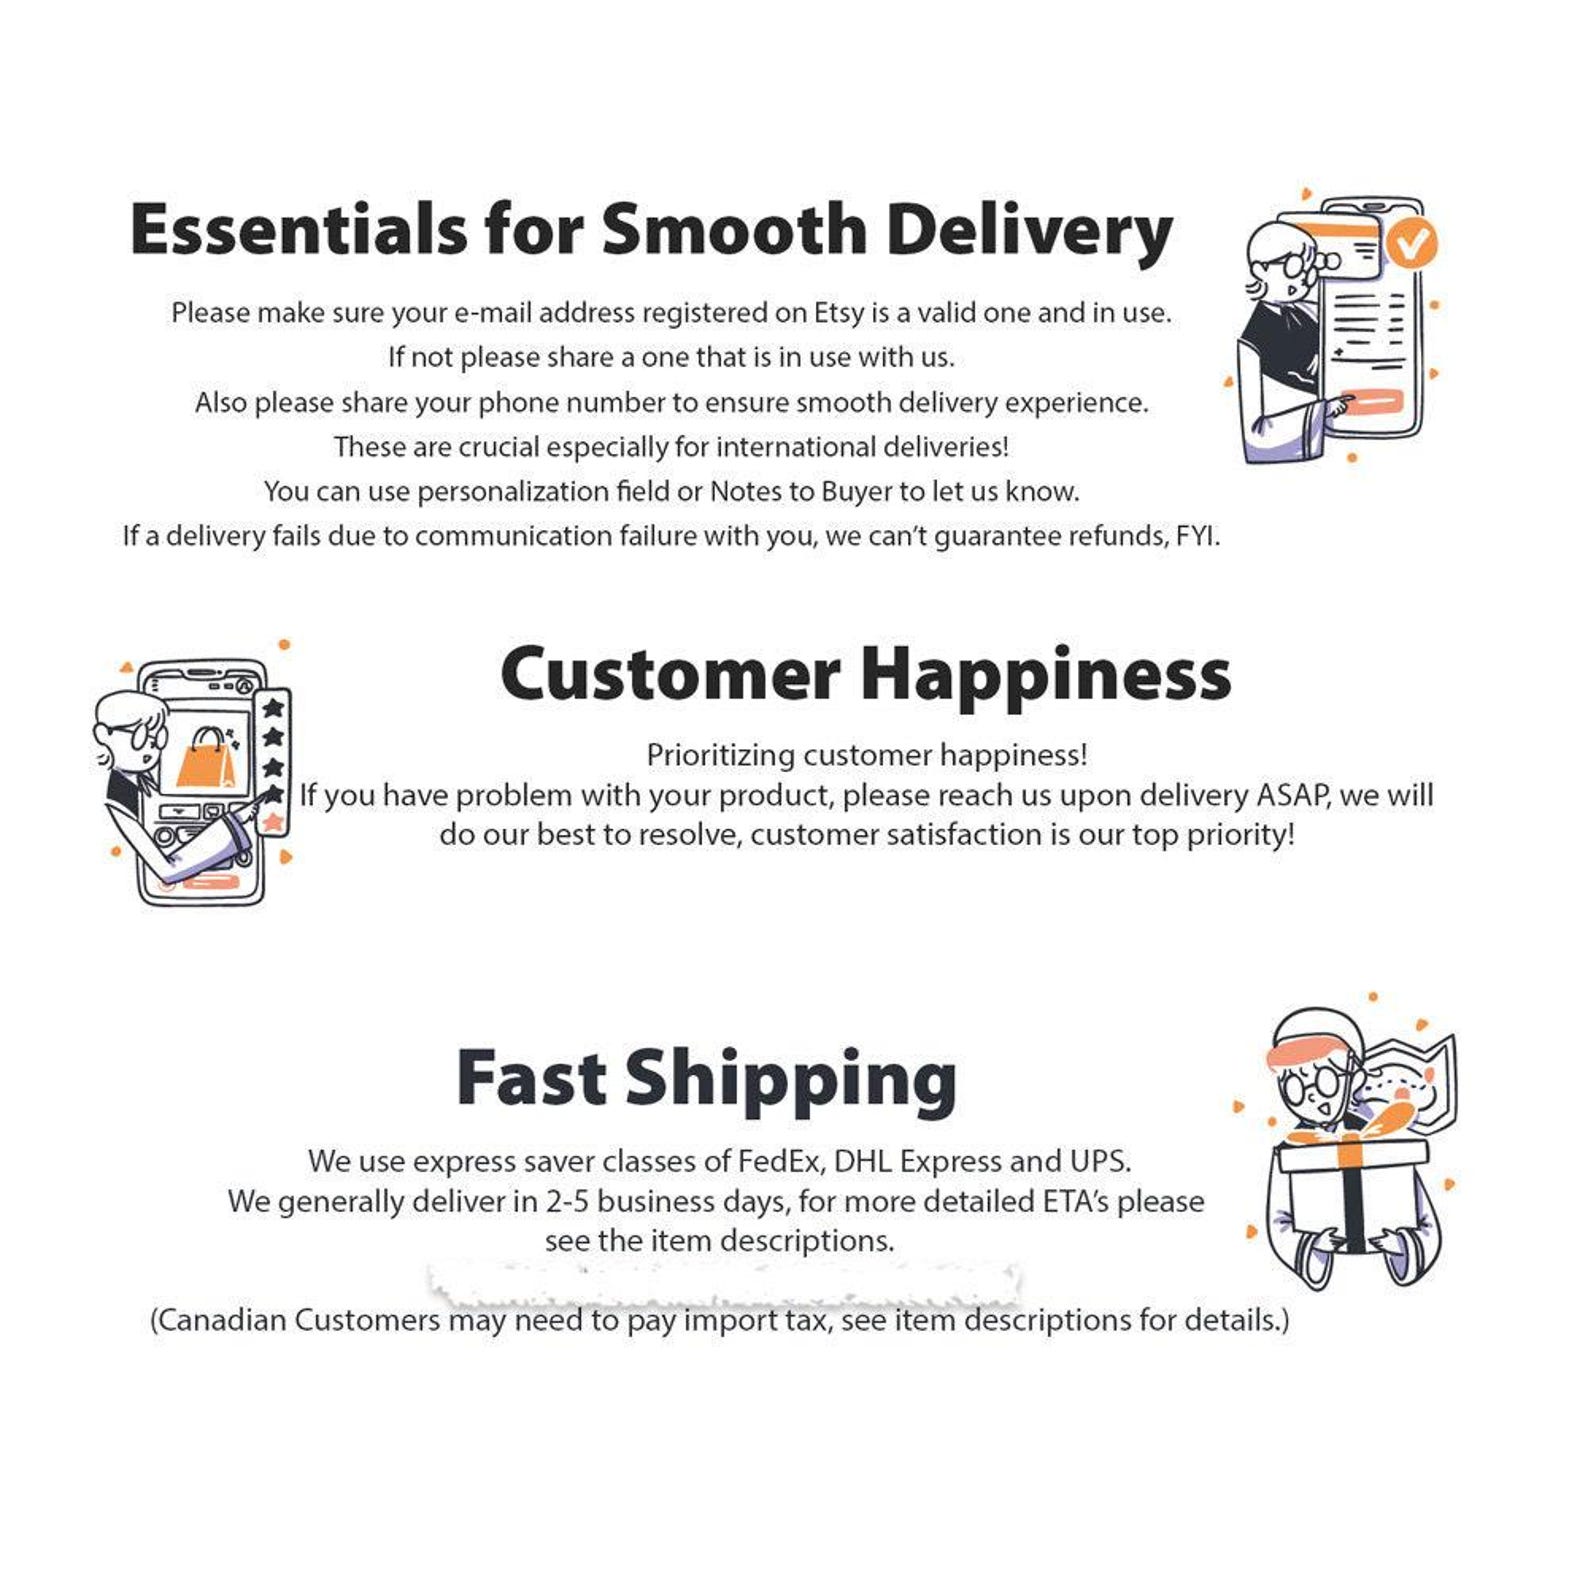 Essentials for Smooth Delivery
Please make sure your e-mail address registered on Etsy is a valid one and in use.
If not please share a one that is in use with us.
Also please share your phone number to ensure smooth delivery experience.
These are crucial especially for international deliveries!
You can use personalization field or Notes to Buyer to let us know.
If a delivery fails due to communication failure with you, we can't guarantee refunds, FYI.
Customer Happiness
Prioritizing customer happiness!
If you have problem with your product, please reach us upon delivery ASAP, we will
do our best to resolve, customer satisfaction is our top priority!
Fast Shipping
We use express saver classes of FedEx, DHL Express and UPS.
We generally deliver in 2-5 business days, for more detailed ETA's please
see the item descriptions.
(Canadian Customers may need to pay import tax, see item descriptions for details.)